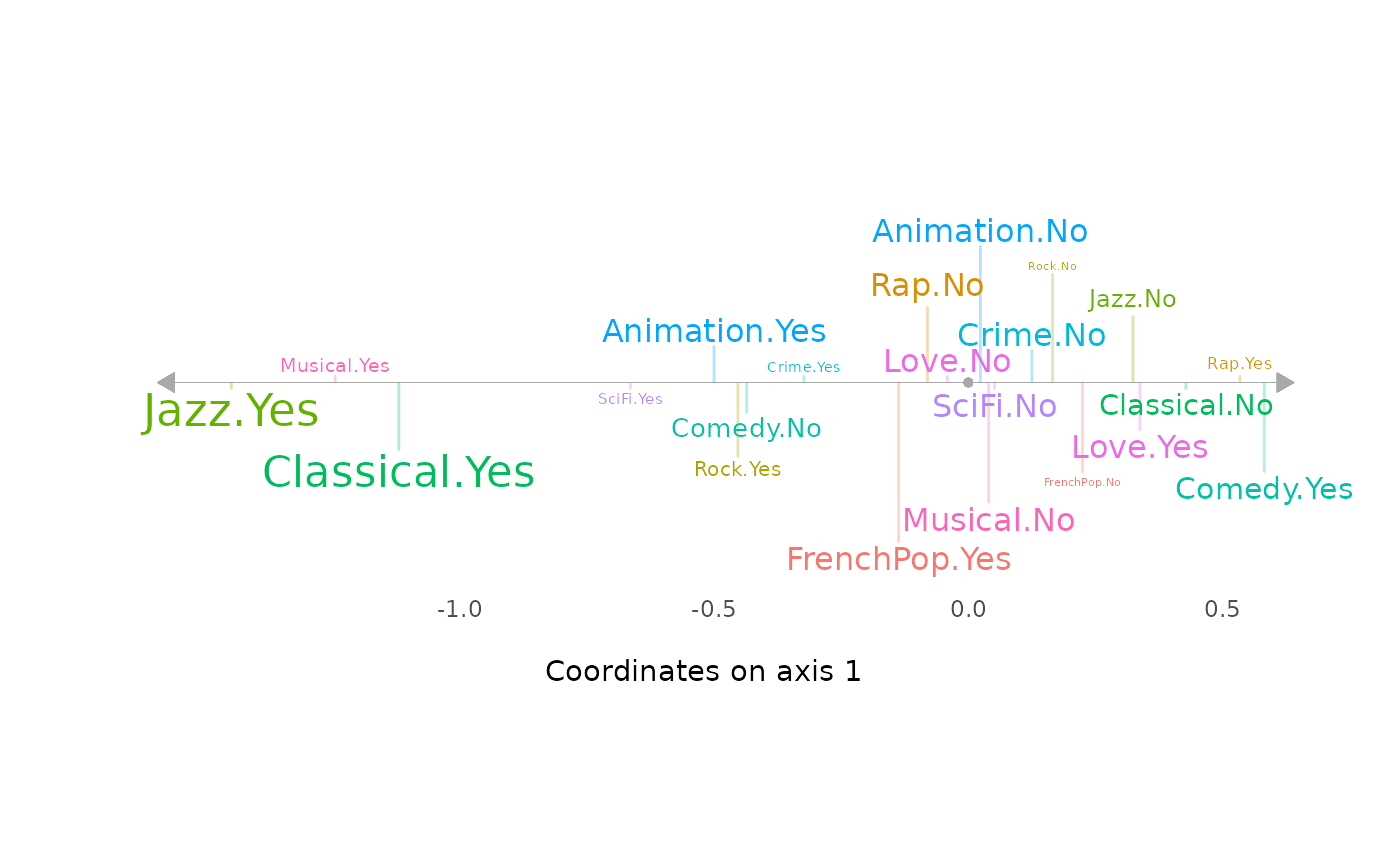 Animation.No
Rock.No
Rap.No
Jazz.No
Animation.Yes
Crime.No
Love.No
Musical.Yes
Crime.Yes
Rap.Yes
Jazz.Yes
SciFi.Yes
SciFi.No
Classical.No
Comedy.No
Love.Yes
Classical.Yes
Rock.Yes
FrenchPop.No
Comedy.Yes
Musical.No
FrenchPop.Yes
-1.0 -0.5 0.0 0.5
Coordinates on axis 1